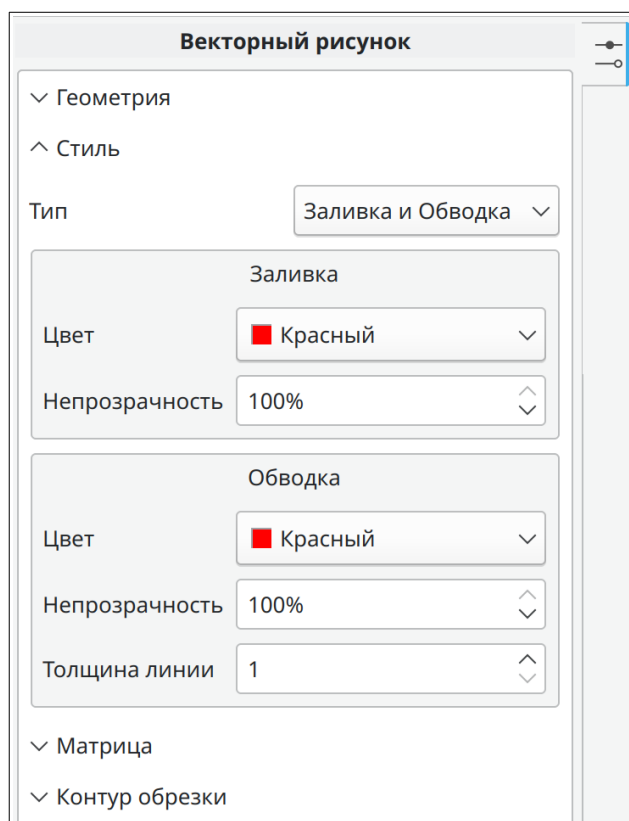 Векторный рисунок
Геометрия
Стиль
Тип Заливка и Обводка
Заливка
Цвет Красный
Непрозрачность 100%
Обводка
Цвет Красный
Непрозрачность 100%
Толщина линии 1
Матрица
Контур обрезки